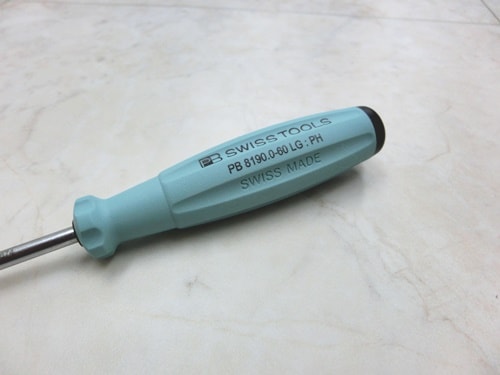 PB SWISS TOOLS
PB 8190.0-60 LG ; PH
SWISS MADE